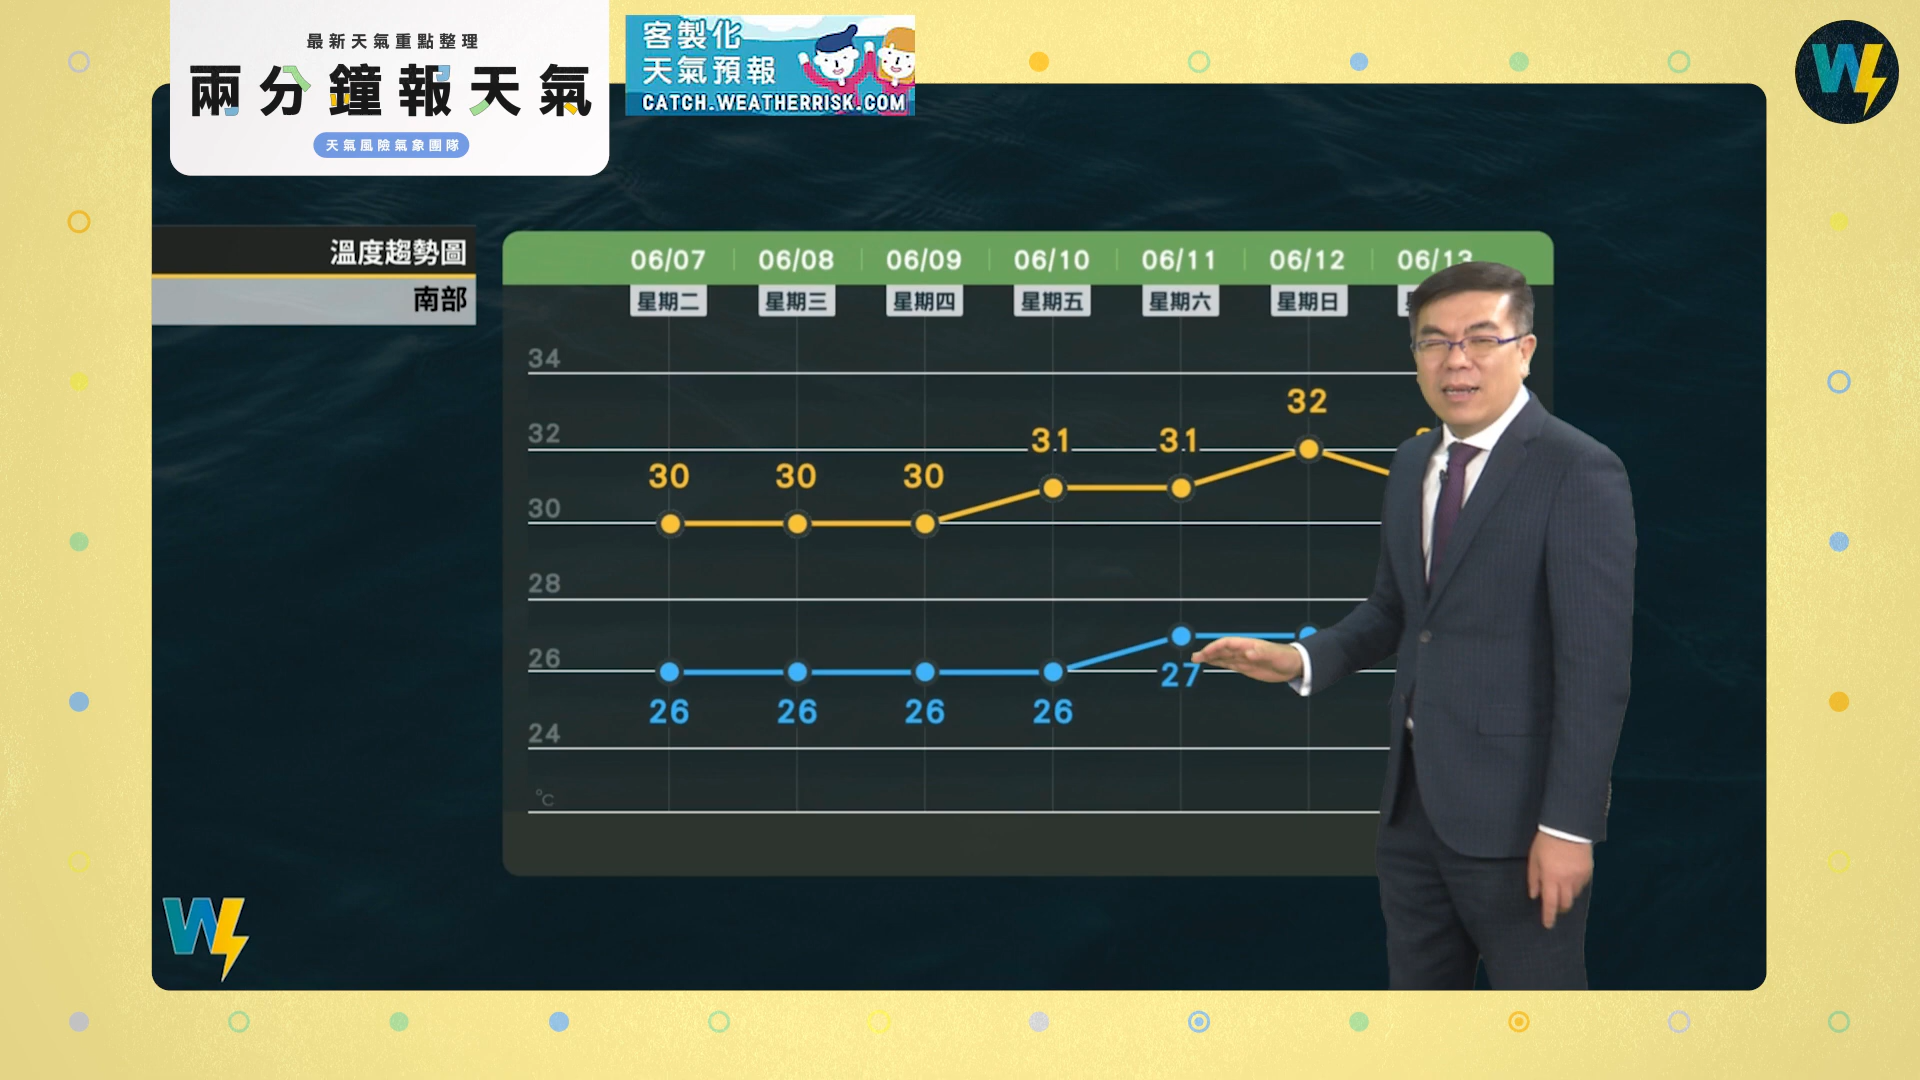 最新天氣重點整理
兩分鐘報天氣
天氣風險氣象團隊
客製化
天氣預報
CATCH.WEATHERRISK.COM
溫度趨勢圖
南部
06/07 06/08 06/09 06/10 06/11 06/12 06/13
星期二 星期三 星期四 星期五 星期六 星期日
34
32
30
28
26
24
°C
30 30 30 31 31 32
26 26 26 26 27